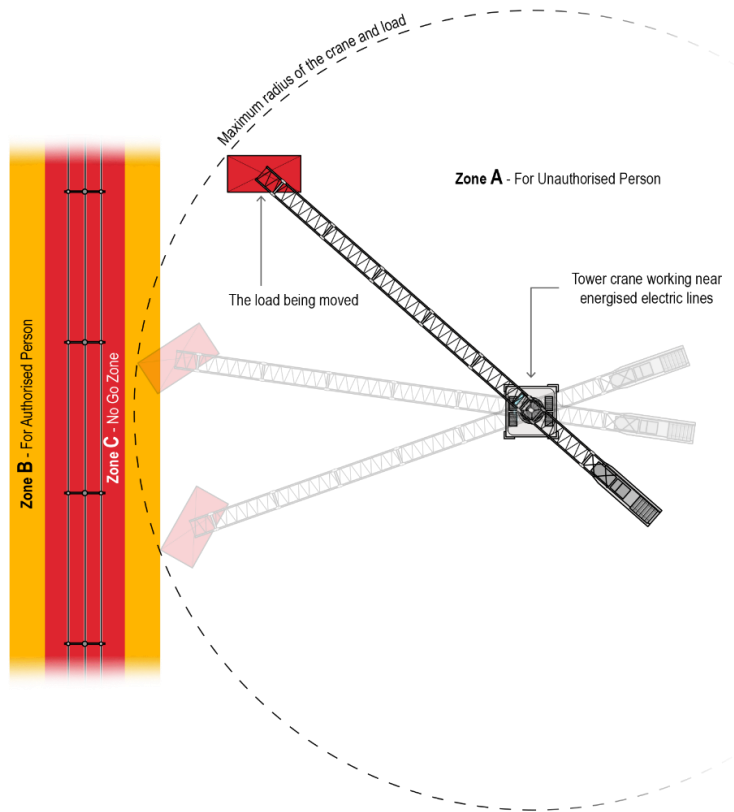 Maximum radius of the crane and load
Zone A - For Unauthorised Person
The load being moved
Tower crane working near
energised electric lines
Zone B - For Authorised Person
Zone C - No Go Zone